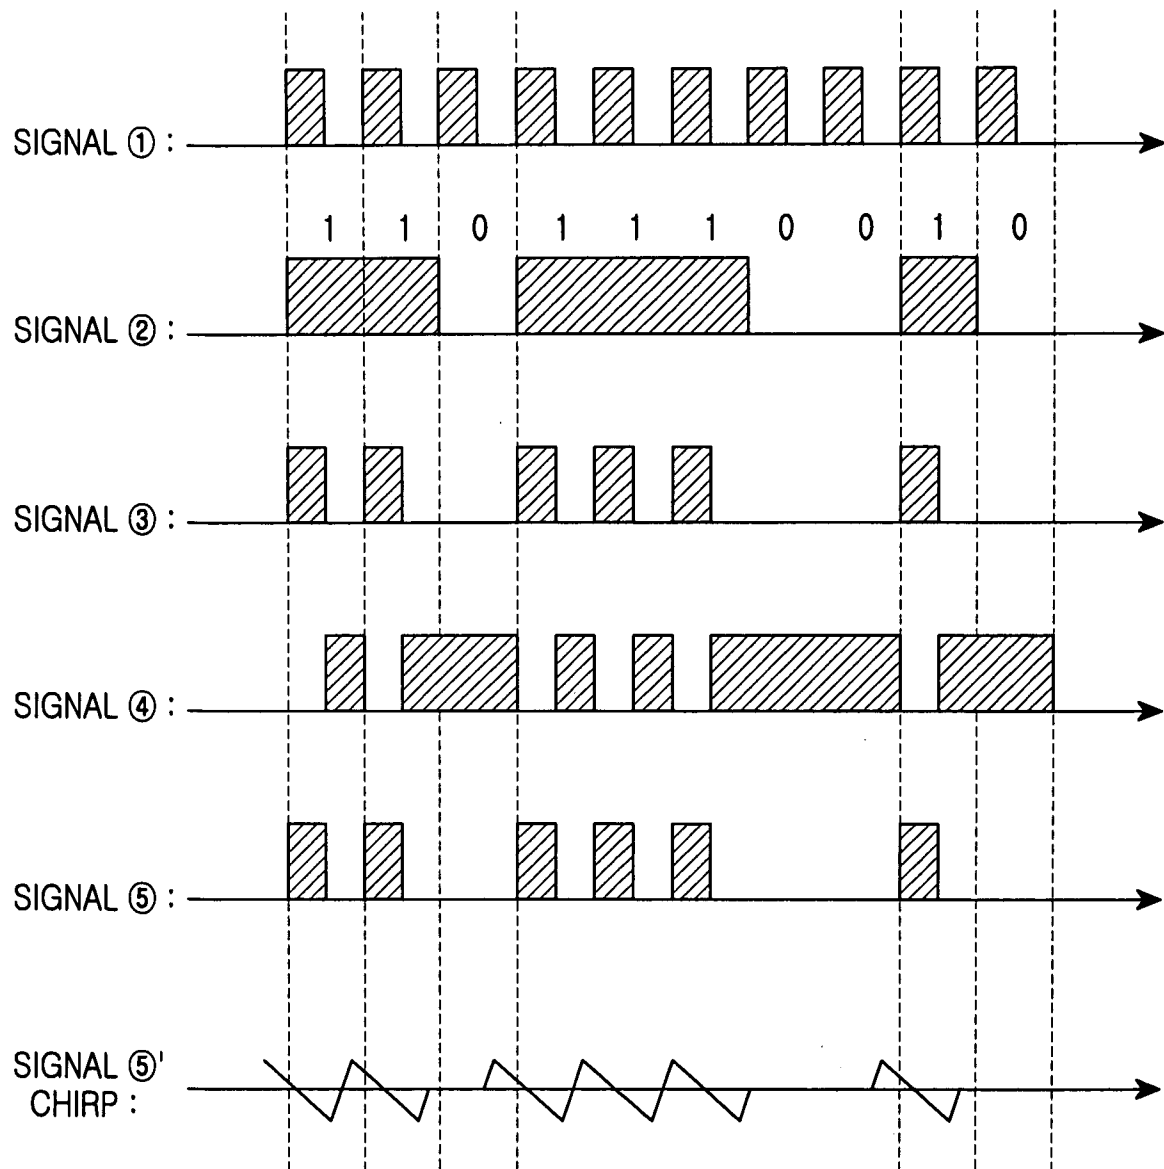 SIGNAL ① :
1 1 0 1 1 1 0 0 1 0
SIGNAL ② :
SIGNAL ③ :
SIGNAL ④ :
SIGNAL ⑤ :
SIGNAL ⑤'
CHIRP :